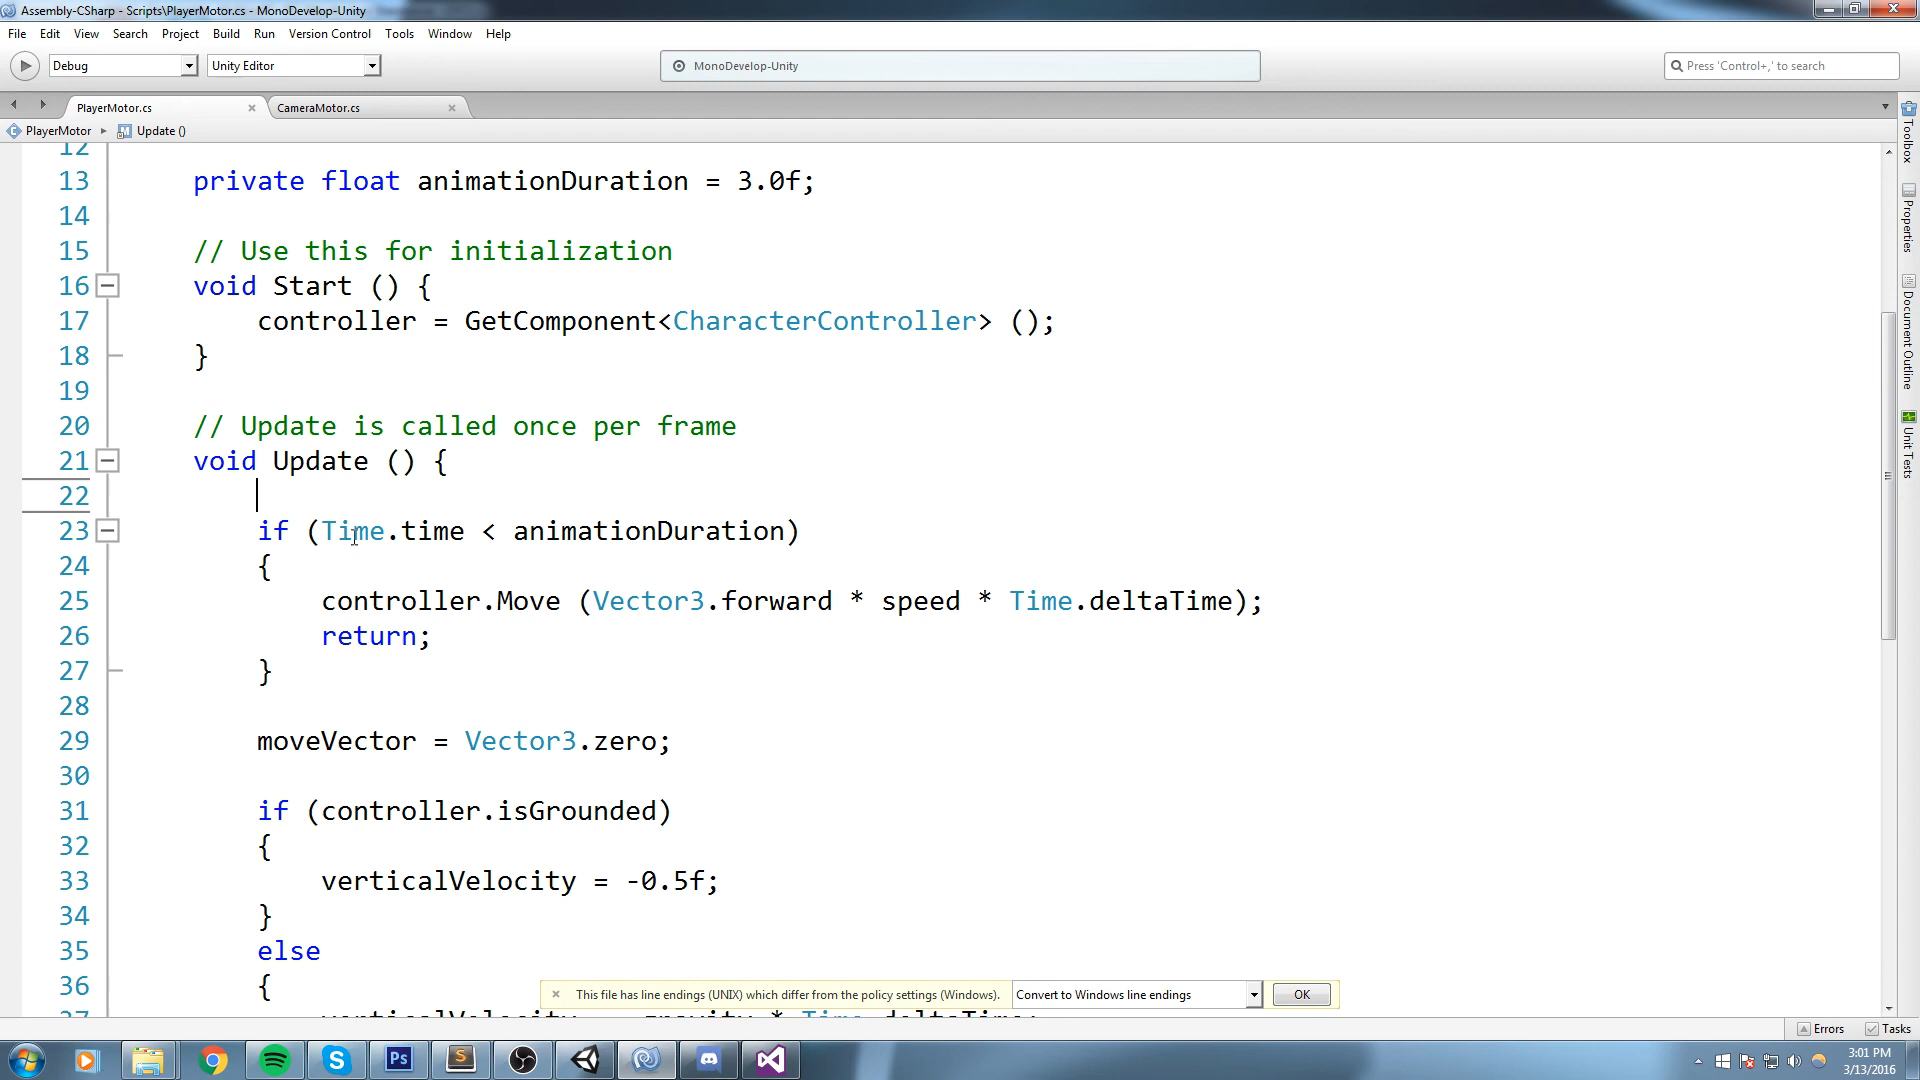 Assembly-CSharp - Scripts\PlayerMotor.cs - MonoDevelop-Unity
File Edit View Search Project Build Run Version Control Tools Window Help
Debug Unity Editor MonoDevelop-Unity Press 'Control+,' to search
PlayerMotor.cs CameraMotor.cs
PlayerMotor Update ()
12
13 private float animationDuration = 3.0f;
14
15 // Use this for initialization
16 void Start () {
17 controller = GetComponent<CharacterController> ();
18 }
19
20 // Update is called once per frame
21 void Update () {
22
23 if (Time.time < animationDuration)
24 {
25 controller.Move (Vector3.forward * speed * Time.deltaTime);
26 return;
27 }
28
29 moveVector = Vector3.zero;
30
31 if (controller.isGrounded)
32 {
33 verticalVelocity = -0.5f;
34 }
35 else
36 {
This file has line endings (UNIX) which differ from the policy settings (Windows). Convert to Windows line endings OK
37
Toolbox
Properties
Document Outline
Unit Tests
Errors Tasks
Ps
S
3:01 PM
3/13/2016